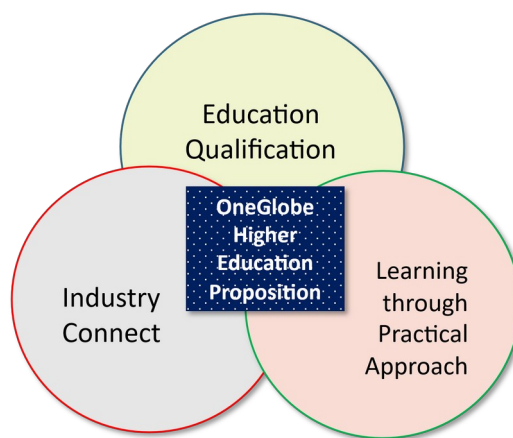 Education
Qualification
OneGlobe
Higher
Education
Proposition
Industry
Connect
Learning
through
Practical
Approach